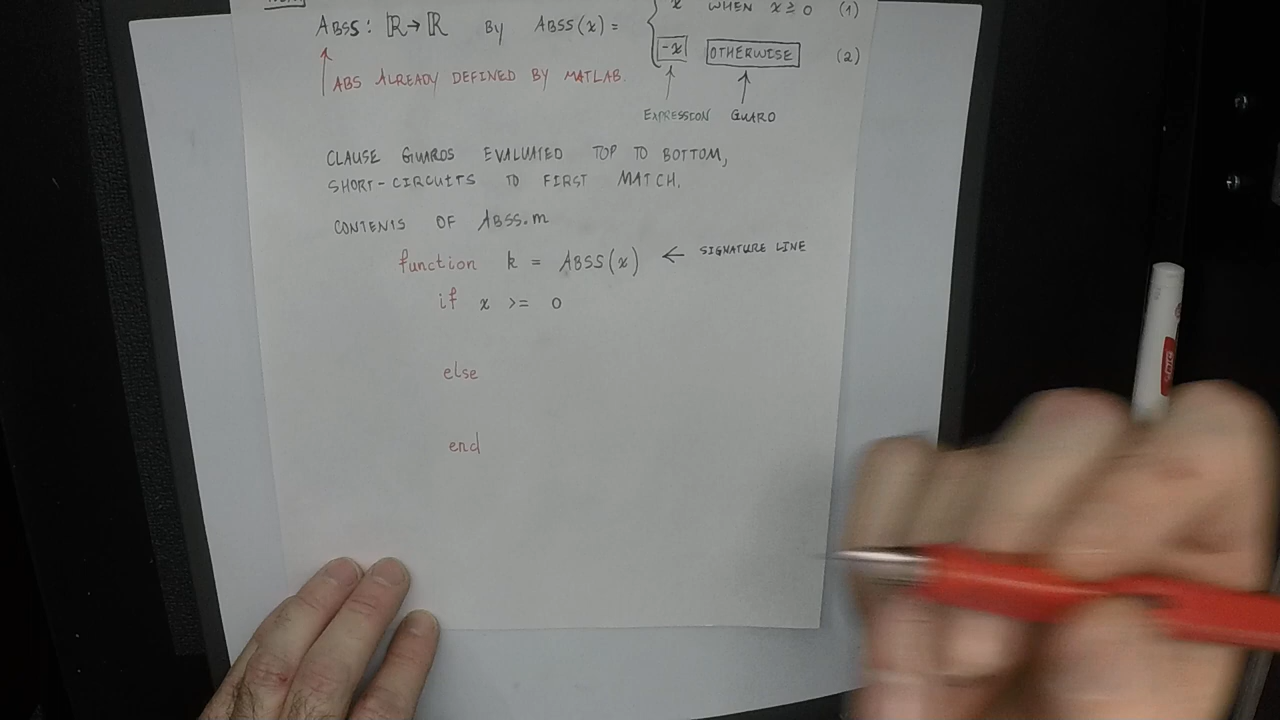 ABSS: ℝ→ℝ BY ABSS(x) = { x WHEN x ≥ 0 (1)
-x OTHERWISE (2)
ABS ALREADY DEFINED BY MATLAB.
EXPRESSION GUARD
CLAUSE GUARDS EVALUATED TOP TO BOTTOM,
SHORT-CIRCUITS TO FIRST MATCH.
CONTENTS OF ABSS.m
function k = ABSS(x) ← SIGNATURE LINE
if x >= 0
else
end